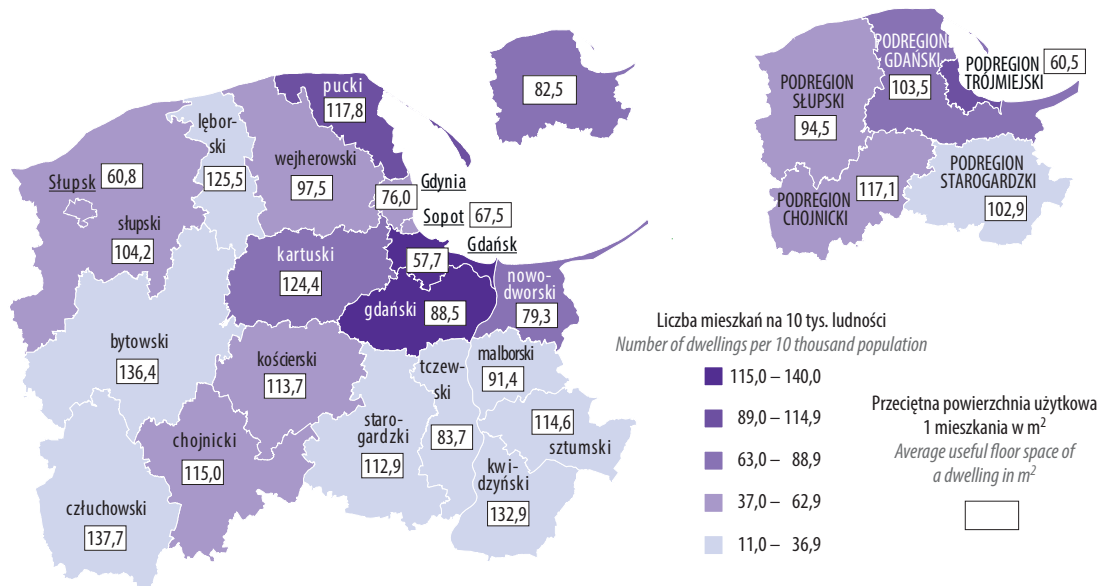 pucki
117,8
lębor-
ski
125,5
wejherowski
97,5
Słupsk
60,8
słupski
104,2
Gdynia
76,0
Sopot
67,5
Gdańsk
57,7
kartuski
124,4
gdański
88,5
nowo-
dworski
79,3
bytowski
136,4
kościerski
113,7
tczew-
ski
83,7
malborski
91,4
staro-
gardzki
112,9
114,6
sztumski
chojnicki
115,0
kwi-
dzyński
132,9
człuchowski
137,7
82,5
PODREGION
GDAŃSKI
103,5
PODREGION
TRÓJMIEJSKI
60,5
PODREGION
SŁUPSKI
94,5
PODREGION
STAROGARDZKI
102,9
117,1
PODREGION
CHOJNICKI
Liczba mieszkań na 10 tys. ludności
Number of dwellings per 10 thousand population
115,0 – 140,0
89,0 – 114,9
63,0 – 88,9
37,0 – 62,9
11,0 – 36,9
Przeciętna powierzchnia użytkowa
1 mieszkania w m²
Average useful floor space of
a dwelling in m²